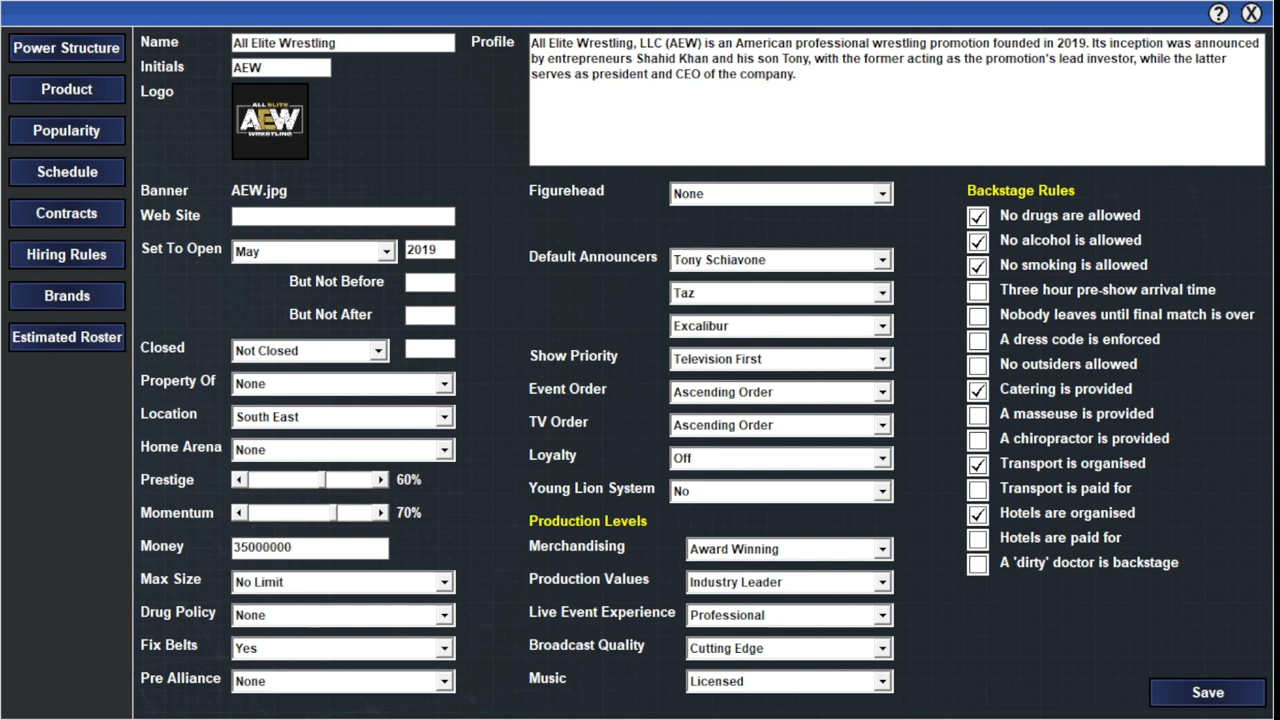 ? X
Power Structure
Product
Popularity
Schedule
Contracts
Hiring Rules
Brands
Estimated Roster
Name All Elite Wrestling
Initials AEW
Logo
ALL ELITE
AEW
WRESTLING
Banner AEW.jpg
Web Site
Set To Open May 2019
But Not Before
But Not After
Closed Not Closed
Property Of None
Location South East
Home Arena None
Prestige 60%
Momentum 70%
Money 35000000
Max Size No Limit
Drug Policy None
Fix Belts Yes
Pre Alliance None
Profile
All Elite Wrestling, LLC (AEW) is an American professional wrestling promotion founded in 2019. Its inception was announced
by entrepreneurs Shahid Khan and his son Tony, with the former acting as the promotion's lead investor, while the latter
serves as president and CEO of the company.
Figurehead None
Default Announcers Tony Schiavone
Taz
Excalibur
Show Priority Television First
Event Order Ascending Order
TV Order Ascending Order
Loyalty Off
Young Lion System No
Production Levels
Merchandising Award Winning
Production Values Industry Leader
Live Event Experience Professional
Broadcast Quality Cutting Edge
Music Licensed
Backstage Rules
No drugs are allowed
No alcohol is allowed
No smoking is allowed
Three hour pre-show arrival time
Nobody leaves until final match is over
A dress code is enforced
No outsiders allowed
Catering is provided
A masseuse is provided
A chiropractor is provided
Transport is organised
Transport is paid for
Hotels are organised
Hotels are paid for
A 'dirty' doctor is backstage
Save